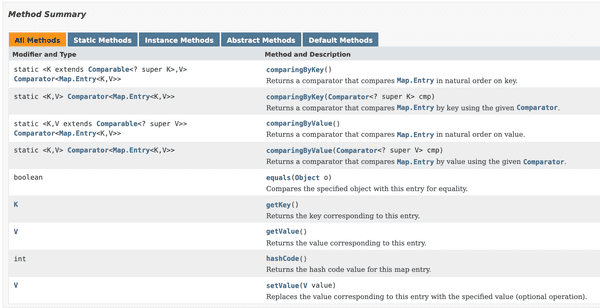 Method Summary
All Methods Static Methods Instance Methods Abstract Methods Default Methods
Modifier and Type Method and Description
static <K extends Comparable<? super K>,V> comparingByKey()
Comparator<Map.Entry<K,V>> Returns a comparator that compares Map.Entry in natural order on key.
static <K,V> Comparator<Map.Entry<K,V>> comparingByKey(Comparator<? super K> cmp)
Returns a comparator that compares Map.Entry by key using the given Comparator.
static <K,V extends Comparable<? super V>> comparingByValue()
Comparator<Map.Entry<K,V>> Returns a comparator that compares Map.Entry in natural order on value.
static <K,V> Comparator<Map.Entry<K,V>> comparingByValue(Comparator<? super V> cmp)
Returns a comparator that compares Map.Entry by value using the given Comparator.
boolean equals(Object o)
Compares the specified object with this entry for equality.
K getKey()
Returns the key corresponding to this entry.
V getValue()
Returns the value corresponding to this entry.
int hashCode()
Returns the hash code value for this map entry.
V setValue(V value)
Replaces the value corresponding to this entry with the specified value (optional operation).